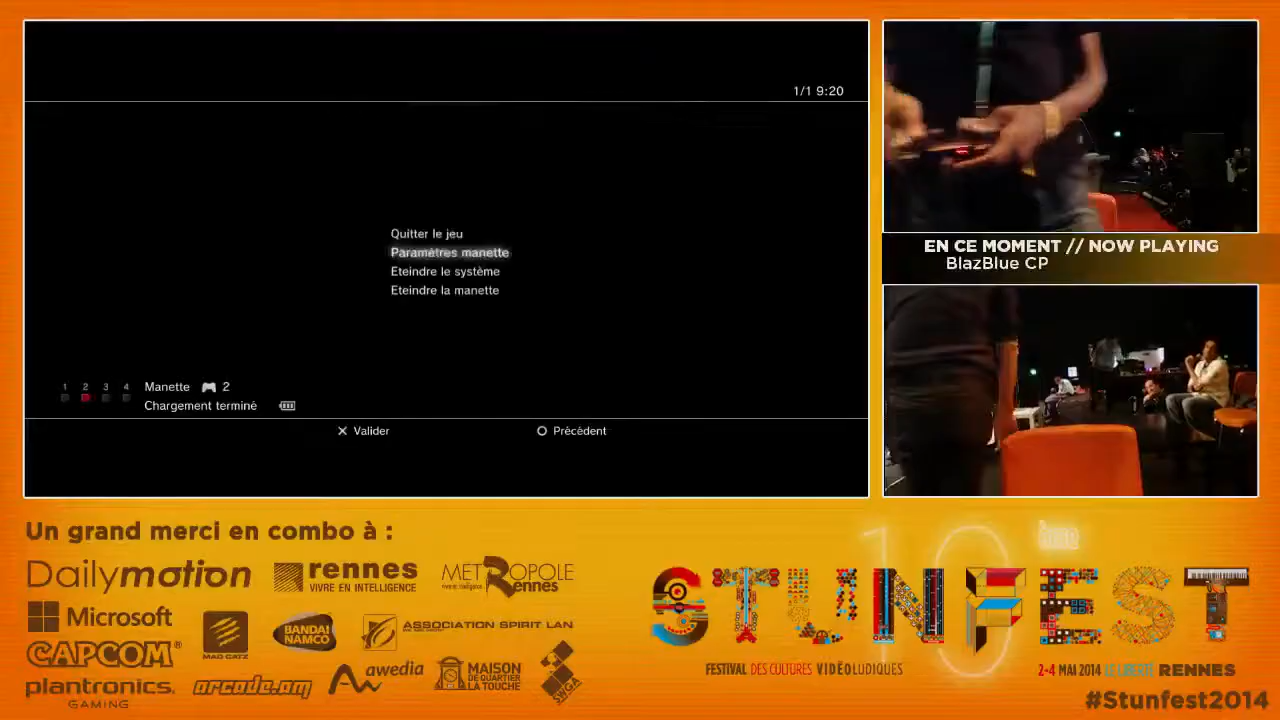 1/1 9:20
Quitter le jeu
Paramètres manette
Eteindre le système
Eteindre la manette
1 2 3 4
Manette 2
Chargement terminé
Valider
Précédent
EN CE MOMENT // NOW PLAYING
BlazBlue CP
Un grand merci en combo à :
Dailymotion
rennes
VIVRE EN INTELLIGENCE
METROPOLE
Rennes
Microsoft
MAD CATZ
BANDAI
NAMCO
ASSOCIATION SPIRIT LAN
CAPCOM®
awedia
MAISON
DE QUARTIER
LA TOUCHE
SWGA
plantronics.
GAMING
arcade.am
10ème
STUNFEST
FESTIVAL DES CULTURES VIDÉOLUDIQUES
2-4 MAI 2014 LE LIBERTÉ RENNES
#Stunfest2014